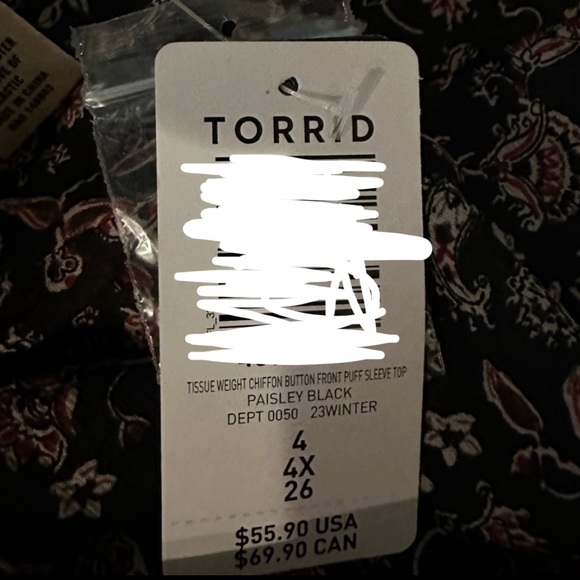 TORRID
TISSUE WEIGHT CHIFFON BUTTON FRONT PUFF SLEEVE TOP
PAISLEY BLACK
DEPT 0050 23WINTER
4
4X
26
$55.90 USA
$69.90 CAN